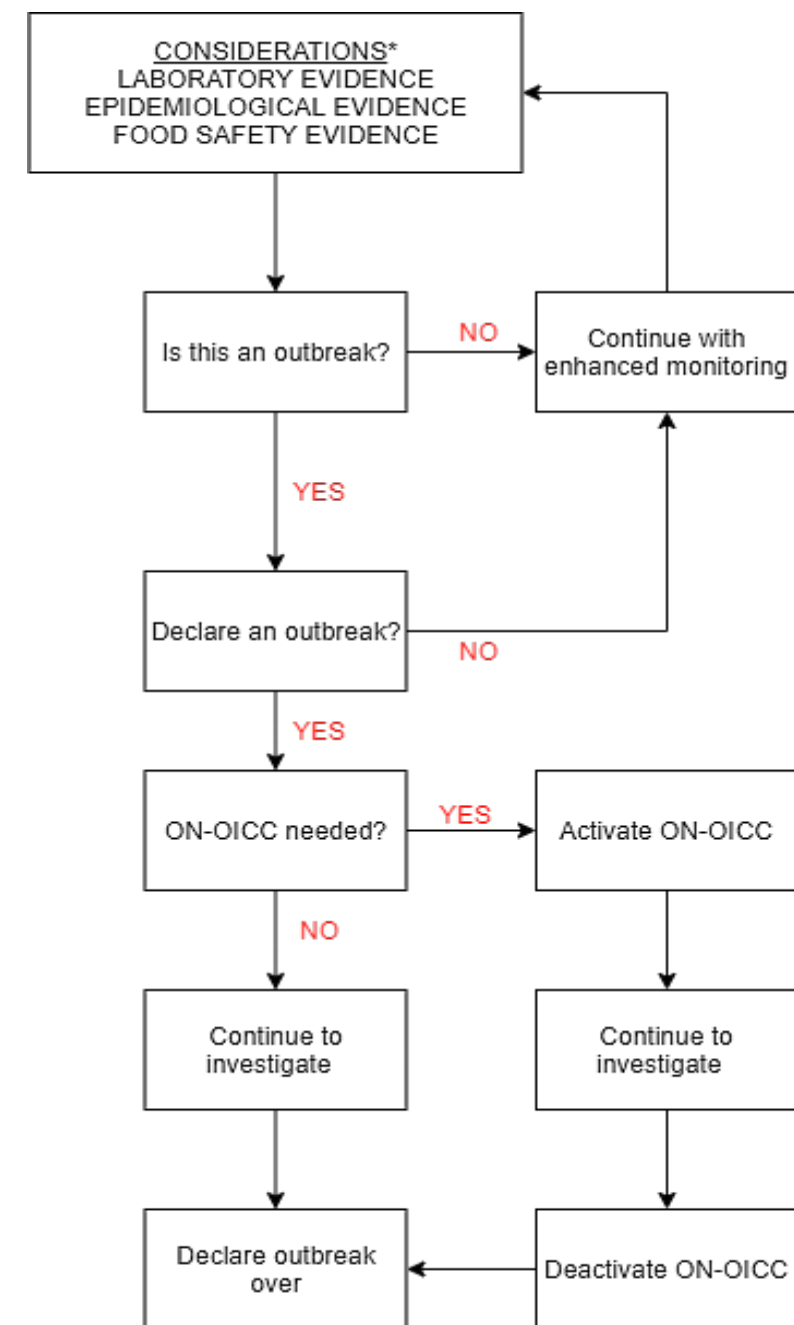 CONSIDERATIONS*
LABORATORY EVIDENCE
EPIDEMIOLOGICAL EVIDENCE
FOOD SAFETY EVIDENCE
Is this an outbreak?
NO
Continue with
enhanced monitoring
YES
Declare an outbreak?
NO
YES
ON-OICC needed?
YES
Activate ON-OICC
NO
Continue to
investigate
Continue to
investigate
Declare outbreak
over
Deactivate ON-OICC